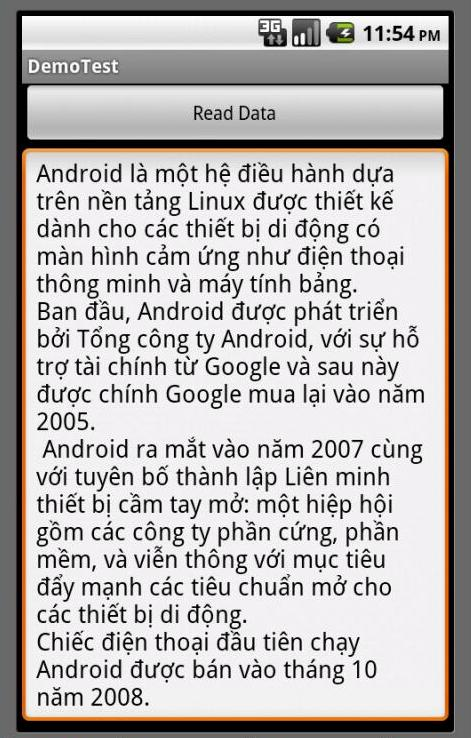 3G 11:54 PM
DemoTest
Read Data
Android là một hệ điều hành dựa
trên nền tảng Linux được thiết kế
dành cho các thiết bị di động có
màn hình cảm ứng như điện thoại
thông minh và máy tính bảng.
Ban đầu, Android được phát triển
bởi Tổng công ty Android, với sự hỗ
trợ tài chính từ Google và sau này
được chính Google mua lại vào năm
2005.
Android ra mắt vào năm 2007 cùng
với tuyên bố thành lập Liên minh
thiết bị cầm tay mở: một hiệp hội
gồm các công ty phần cứng, phần
mềm, và viễn thông với mục tiêu
đẩy mạnh các tiêu chuẩn mở cho
các thiết bị di động.
Chiếc điện thoại đầu tiên chạy
Android được bán vào tháng 10
năm 2008.